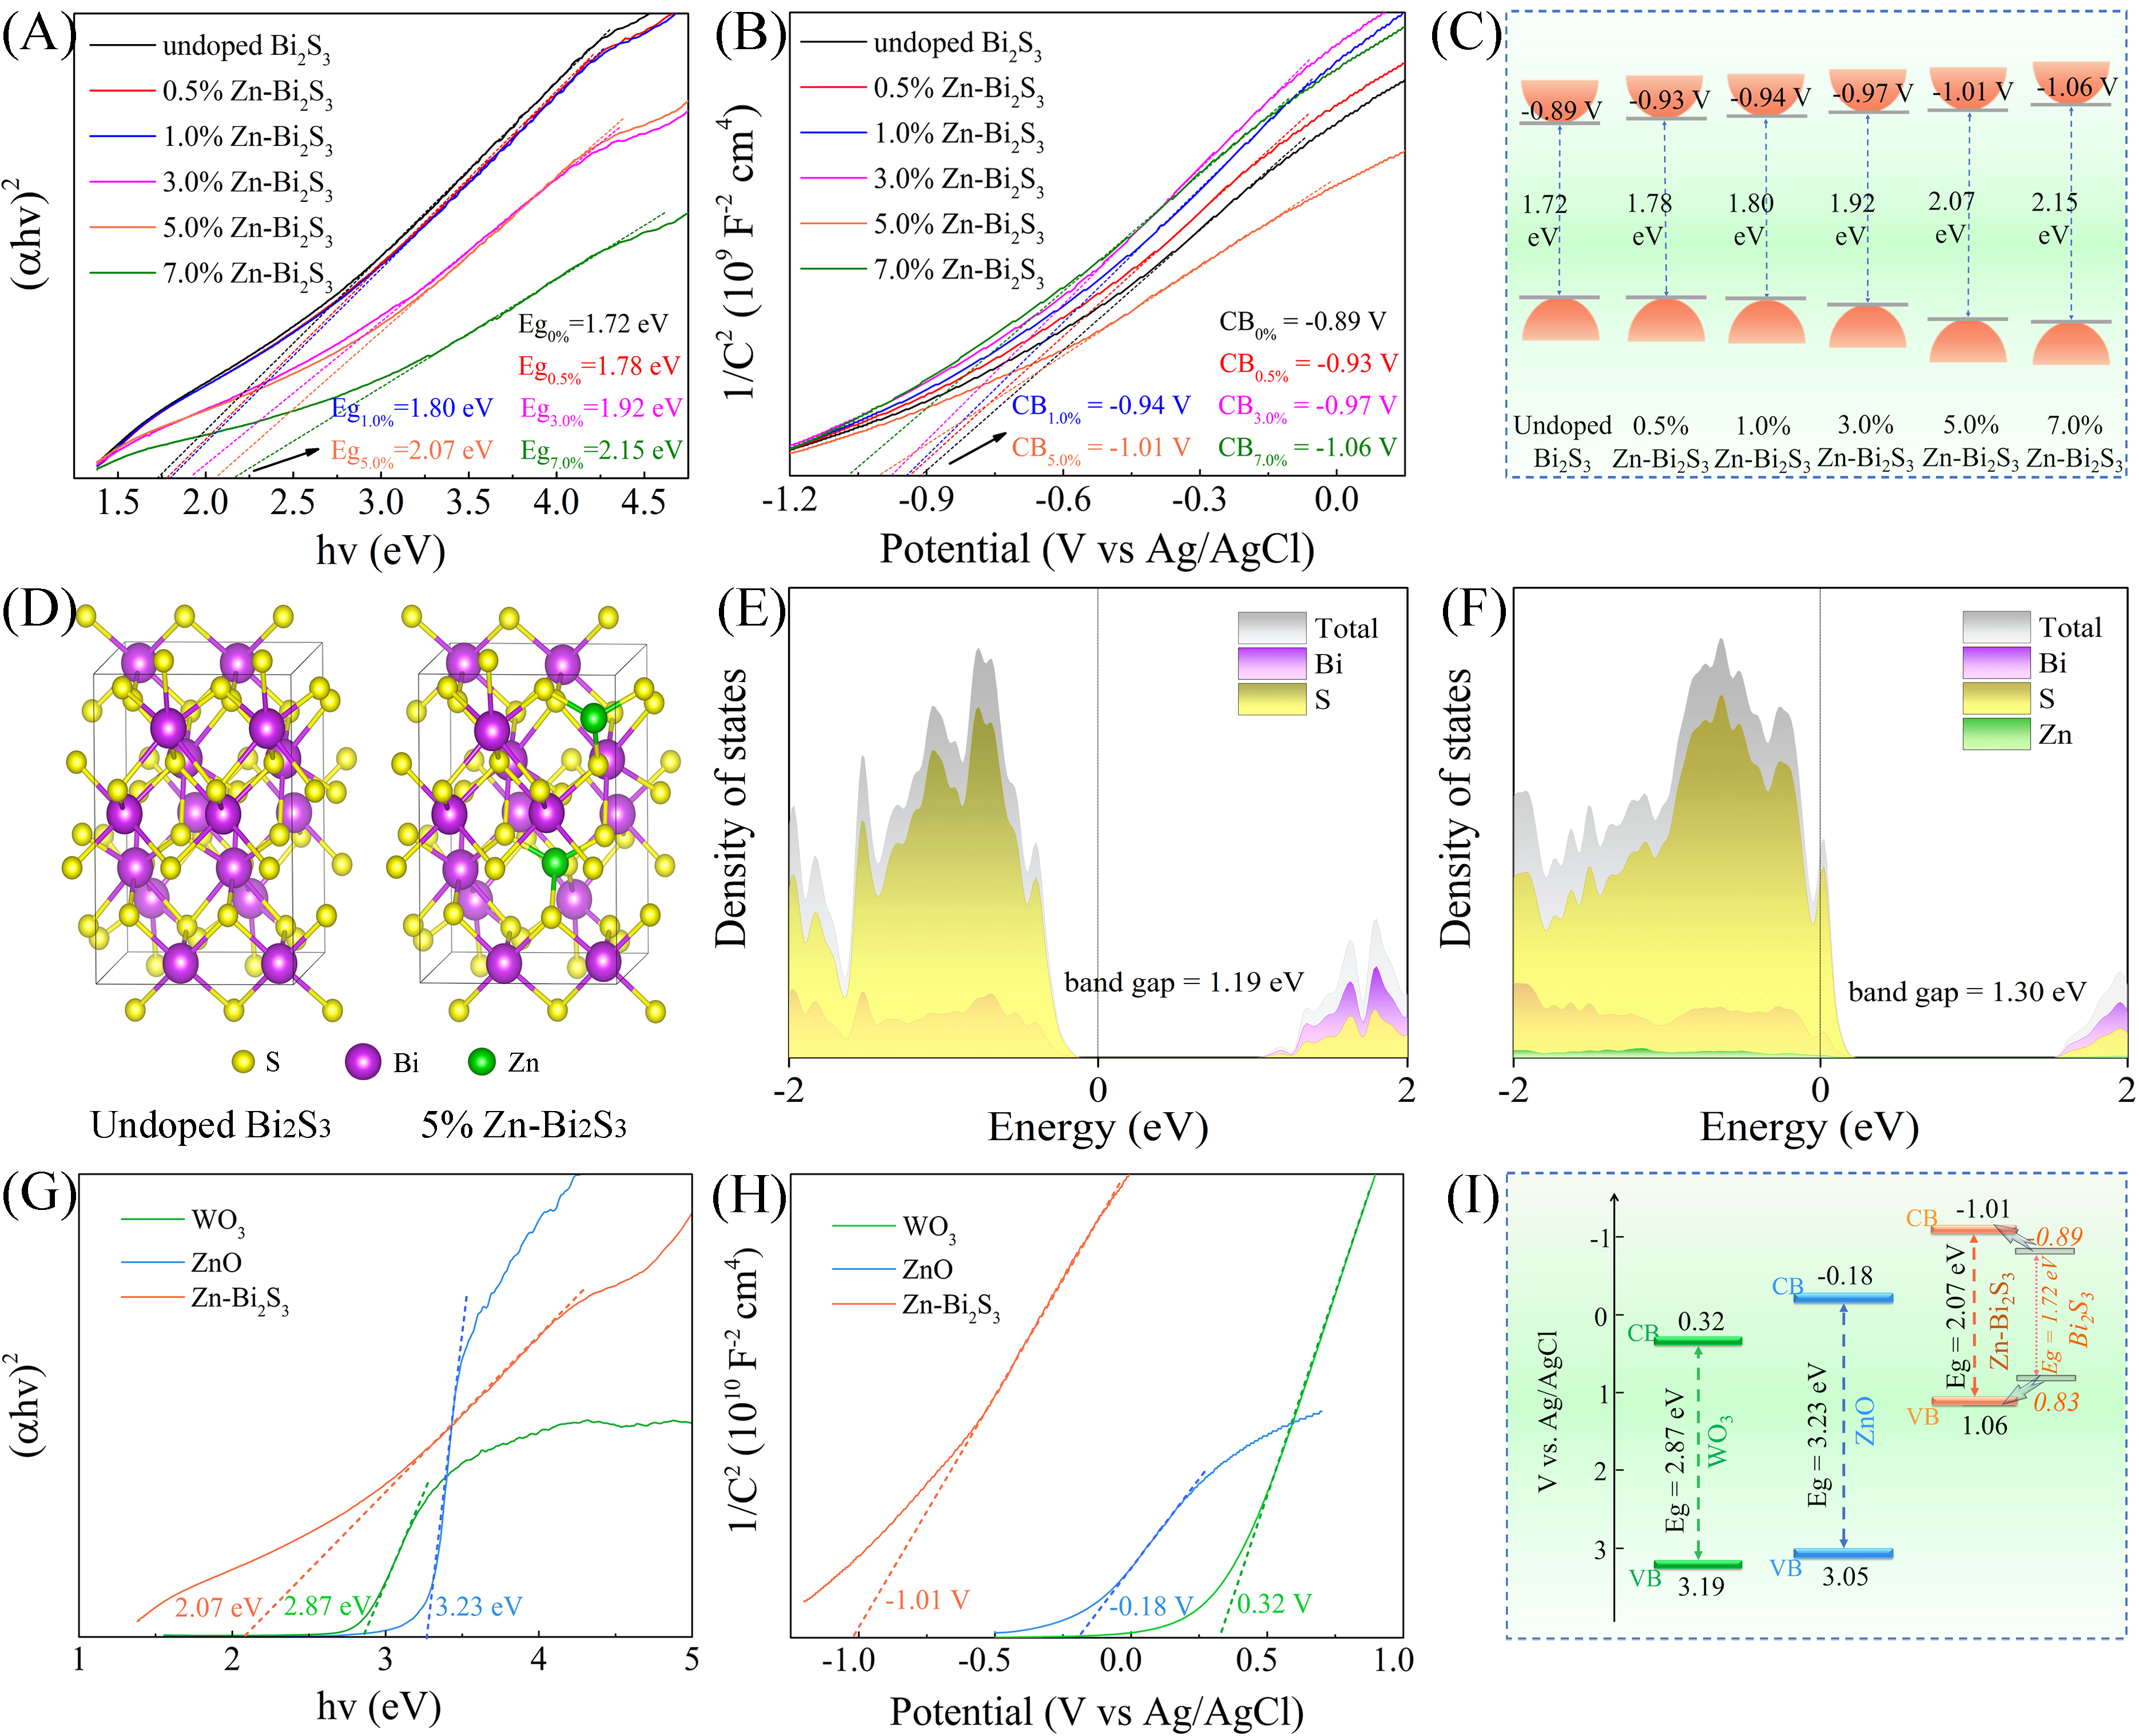 (A)
undoped Bi₂S₃
0.5% Zn-Bi₂S₃
1.0% Zn-Bi₂S₃
3.0% Zn-Bi₂S₃
5.0% Zn-Bi₂S₃
7.0% Zn-Bi₂S₃
Eg0%=1.72 eV
Eg0.5%=1.78 eV
Eg1.0%=1.80 eV
Eg3.0%=1.92 eV
Eg5.0%=2.07 eV
Eg7.0%=2.15 eV
(αhν)²
1.5 2.0 2.5 3.0 3.5 4.0 4.5
hν (eV)
(B)
undoped Bi₂S₃
0.5% Zn-Bi₂S₃
1.0% Zn-Bi₂S₃
3.0% Zn-Bi₂S₃
5.0% Zn-Bi₂S₃
7.0% Zn-Bi₂S₃
CB0% = -0.89 V
CB0.5% = -0.93 V
CB1.0% = -0.94 V
CB3.0% = -0.97 V
CB5.0% = -1.01 V
CB7.0% = -1.06 V
1/C² (10⁹ F⁻² cm⁴)
-1.2 -0.9 -0.6 -0.3 0.0
Potential (V vs Ag/AgCl)
(C)
-0.89 V -0.93 V -0.94 V -0.97 V -1.01 V -1.06 V
1.72 1.78 1.80 1.92 2.07 2.15
eV eV eV eV eV eV
Undoped 0.5% 1.0% 3.0% 5.0% 7.0%
Bi₂S₃ Zn-Bi₂S₃ Zn-Bi₂S₃ Zn-Bi₂S₃ Zn-Bi₂S₃ Zn-Bi₂S₃
(D)
S Bi Zn
Undoped Bi₂S₃ 5% Zn-Bi₂S₃
(E)
Total
Bi
S
band gap = 1.19 eV
Density of states
-2 0 2
Energy (eV)
(F)
Total
Bi
S
Zn
band gap = 1.30 eV
Density of states
-2 0 2
Energy (eV)
(G)
WO₃
ZnO
Zn-Bi₂S₃
2.07 eV 2.87 eV 3.23 eV
(αhν)²
1 2 3 4 5
hν (eV)
(H)
WO₃
ZnO
Zn-Bi₂S₃
-1.01 V -0.18 V 0.32 V
1/C² (10¹⁰ F⁻² cm⁴)
-1.0 -0.5 0.0 0.5 1.0
Potential (V vs Ag/AgCl)
(I)
V vs. Ag/AgCl
-1
0
1
2
3
CB
0.32
Eg = 2.87 eV
WO₃
VB
3.19
CB
-0.18
Eg = 3.23 eV
ZnO
VB
3.05
CB
-1.01
Eg = 2.07 eV
Zn-Bi₂S₃
VB
1.06
-0.89
Eg = 1.72 eV
Bi₂S₃
0.83